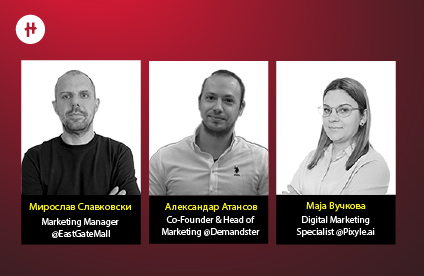 Мирослав Славковски
Marketing Manager
@EastGateMall
Александар Атансов
Co-Founder & Head of
Marketing @Demandster
Маја Вучкова
Digital Marketing
Specialist @Pixyle.ai